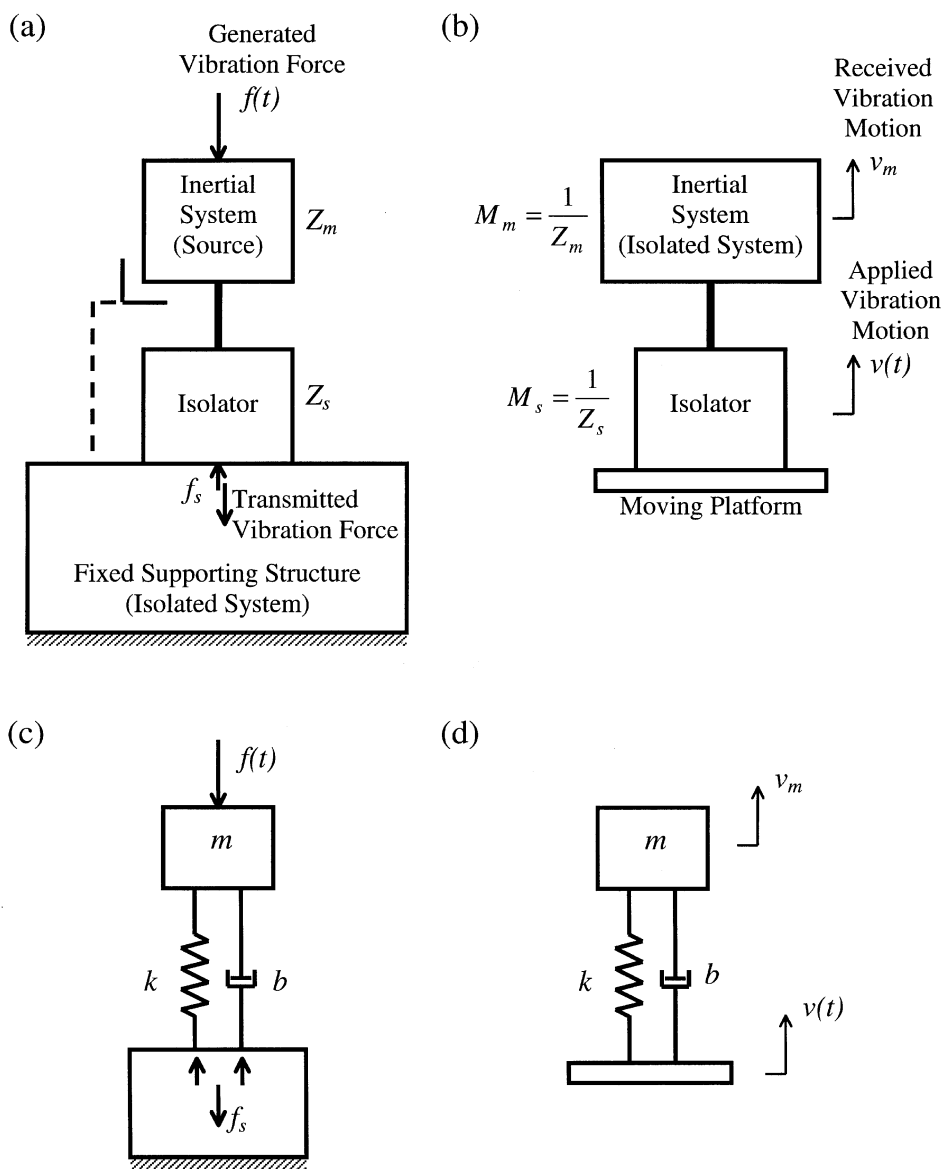 (a)
Generated
Vibration Force
f(t)
Inertial
System
(Source)
Z_m
Isolator
Z_s
f_s
Transmitted
Vibration Force
Fixed Supporting Structure
(Isolated System)
(b)
Received
Vibration
Motion
v_m
M_m = 1/Z_m
Inertial
System
(Isolated System)
Applied
Vibration
Motion
v(t)
M_s = 1/Z_s
Isolator
Moving Platform
(c)
f(t)
m
k
b
f_s
(d)
v_m
m
k
b
v(t)